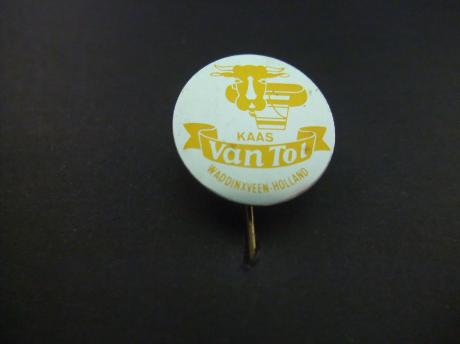 KAAS
van Tol
WADDINXVEEN-HOLLAND